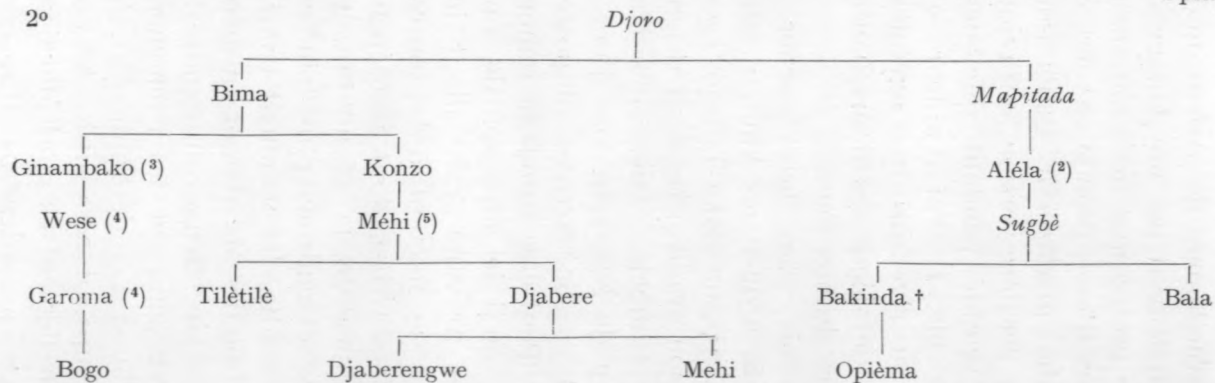 2º Djoro
Bima Mapitada
Ginambako (³) Konzo Aléla (²)
Wese (⁴) Méhi (⁵) Sugbè
Garoma (⁴) Tilètilè Djabere Bakinda † Bala
Bogo Djaberengwe Mehi Opièma